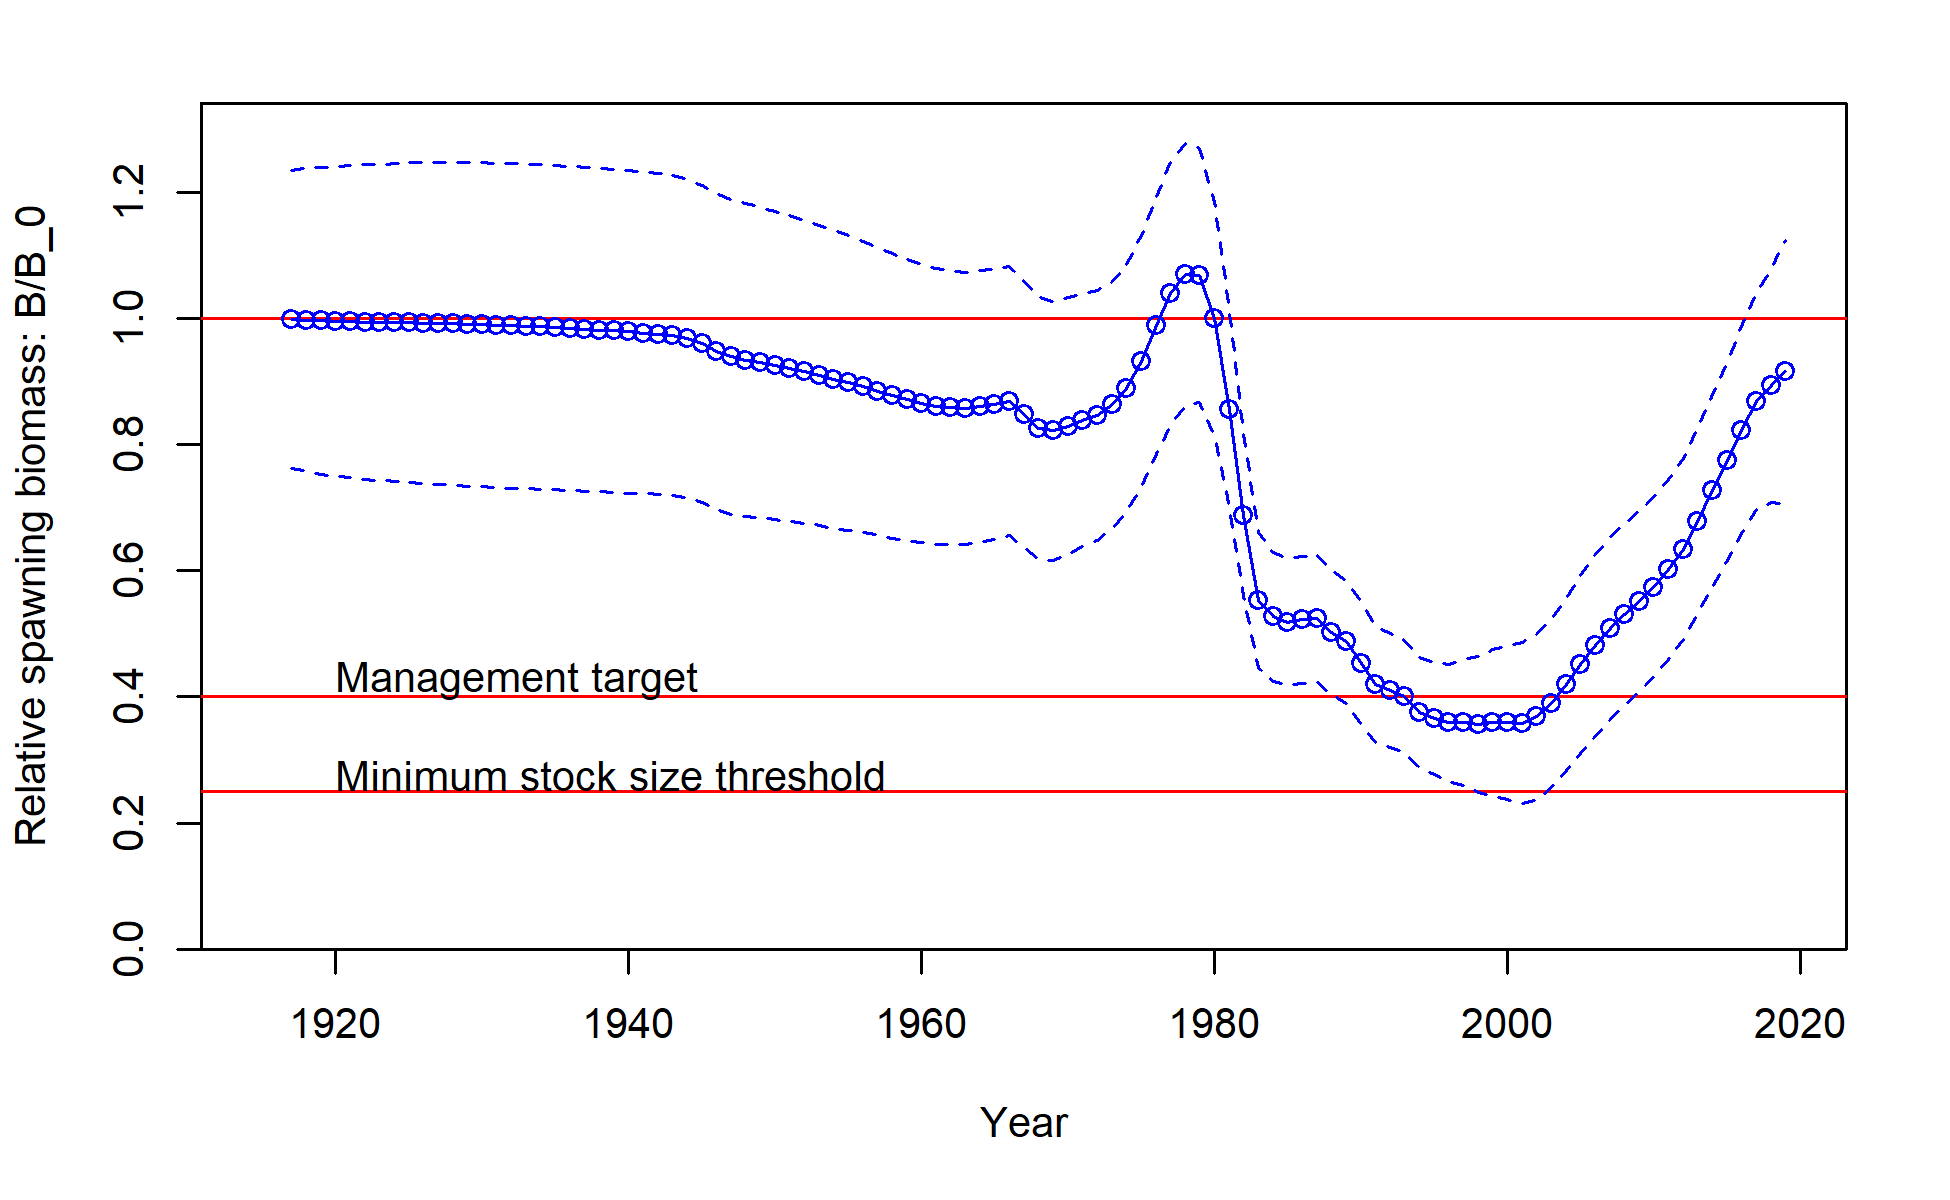 Relative spawning biomass: B/B_0
1.2
1.0
0.8
0.6
0.4
0.2
0.0
Management target
Minimum stock size threshold
1920 1940 1960 1980 2000 2020
Year